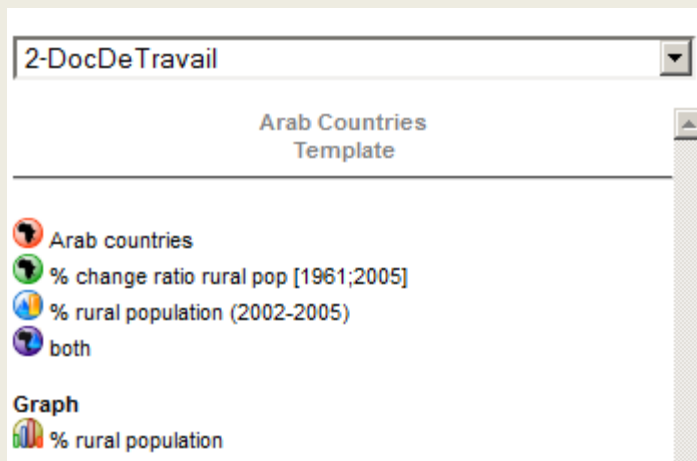 2-DocDeTravail
Arab Countries
Template
Arab countries
% change ratio rural pop [1961;2005]
% rural population (2002-2005)
both
Graph
% rural population